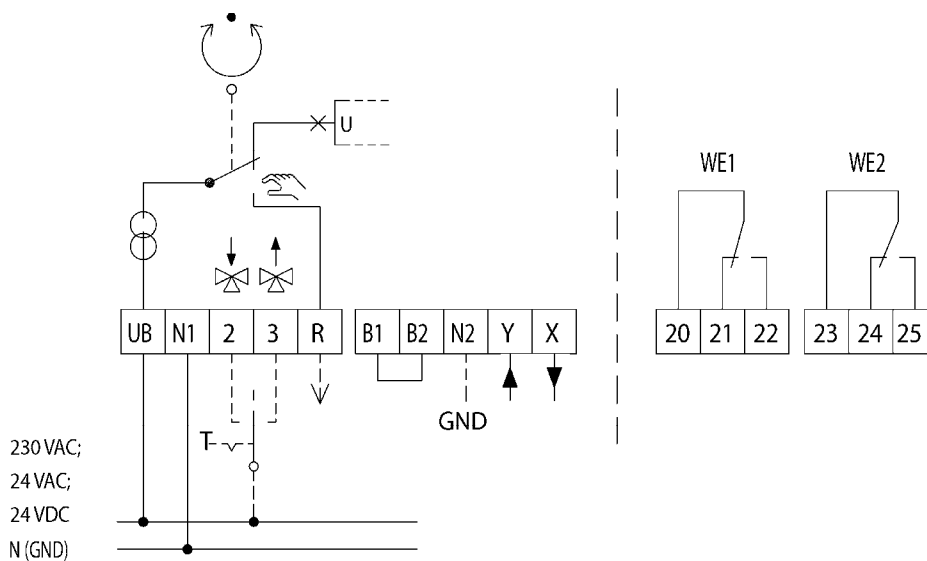 U
WE1 WE2
UB N1 2 3 R B1 B2 N2 Y X 20 21 22 23 24 25
GND
T
230 VAC;
24 VAC;
24 VDC
N (GND)